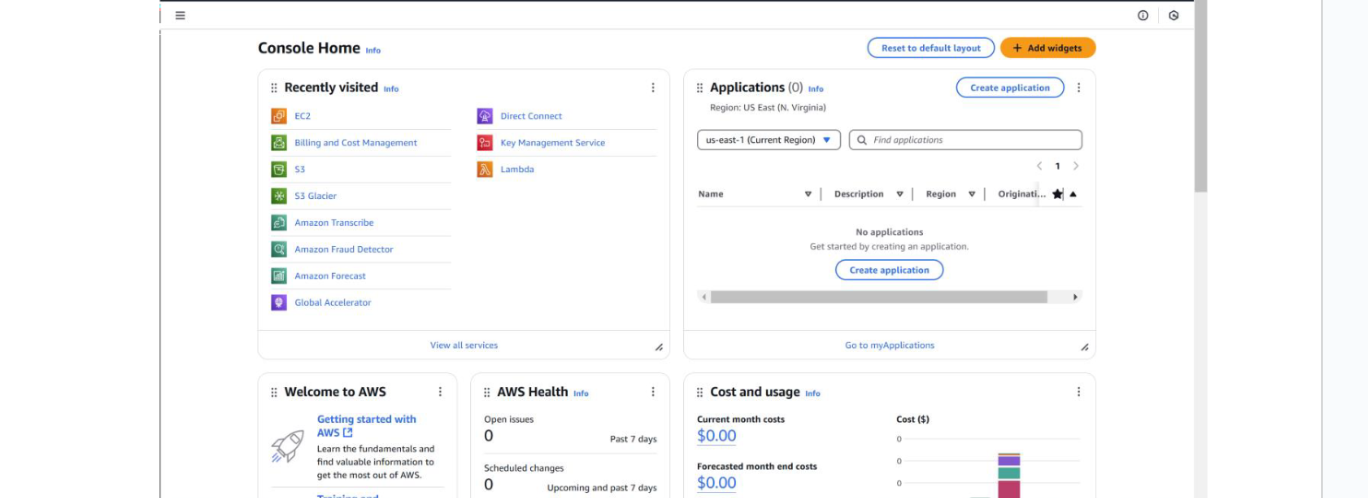 Console Home Info
Reset to default layout
+ Add widgets
Recently visited Info
EC2
Billing and Cost Management
S3
S3 Glacier
Amazon Transcribe
Amazon Fraud Detector
Amazon Forecast
Global Accelerator
Direct Connect
Key Management Service
Lambda
View all services
Applications (0) Info
Create application
Region: US East (N. Virginia)
us-east-1 (Current Region)
Find applications
1
Name Description Region Originati...
No applications
Get started by creating an application.
Create application
Go to myApplications
Welcome to AWS
Getting started with
AWS
Learn the fundamentals and
find valuable information to
get the most out of AWS.
Training and
AWS Health Info
Open issues
0 Past 7 days
Scheduled changes
0 Upcoming and past 7 days
Cost and usage Info
Current month costs
$0.00
Forecasted month end costs
$0.00
Cost ($)
0
0
0